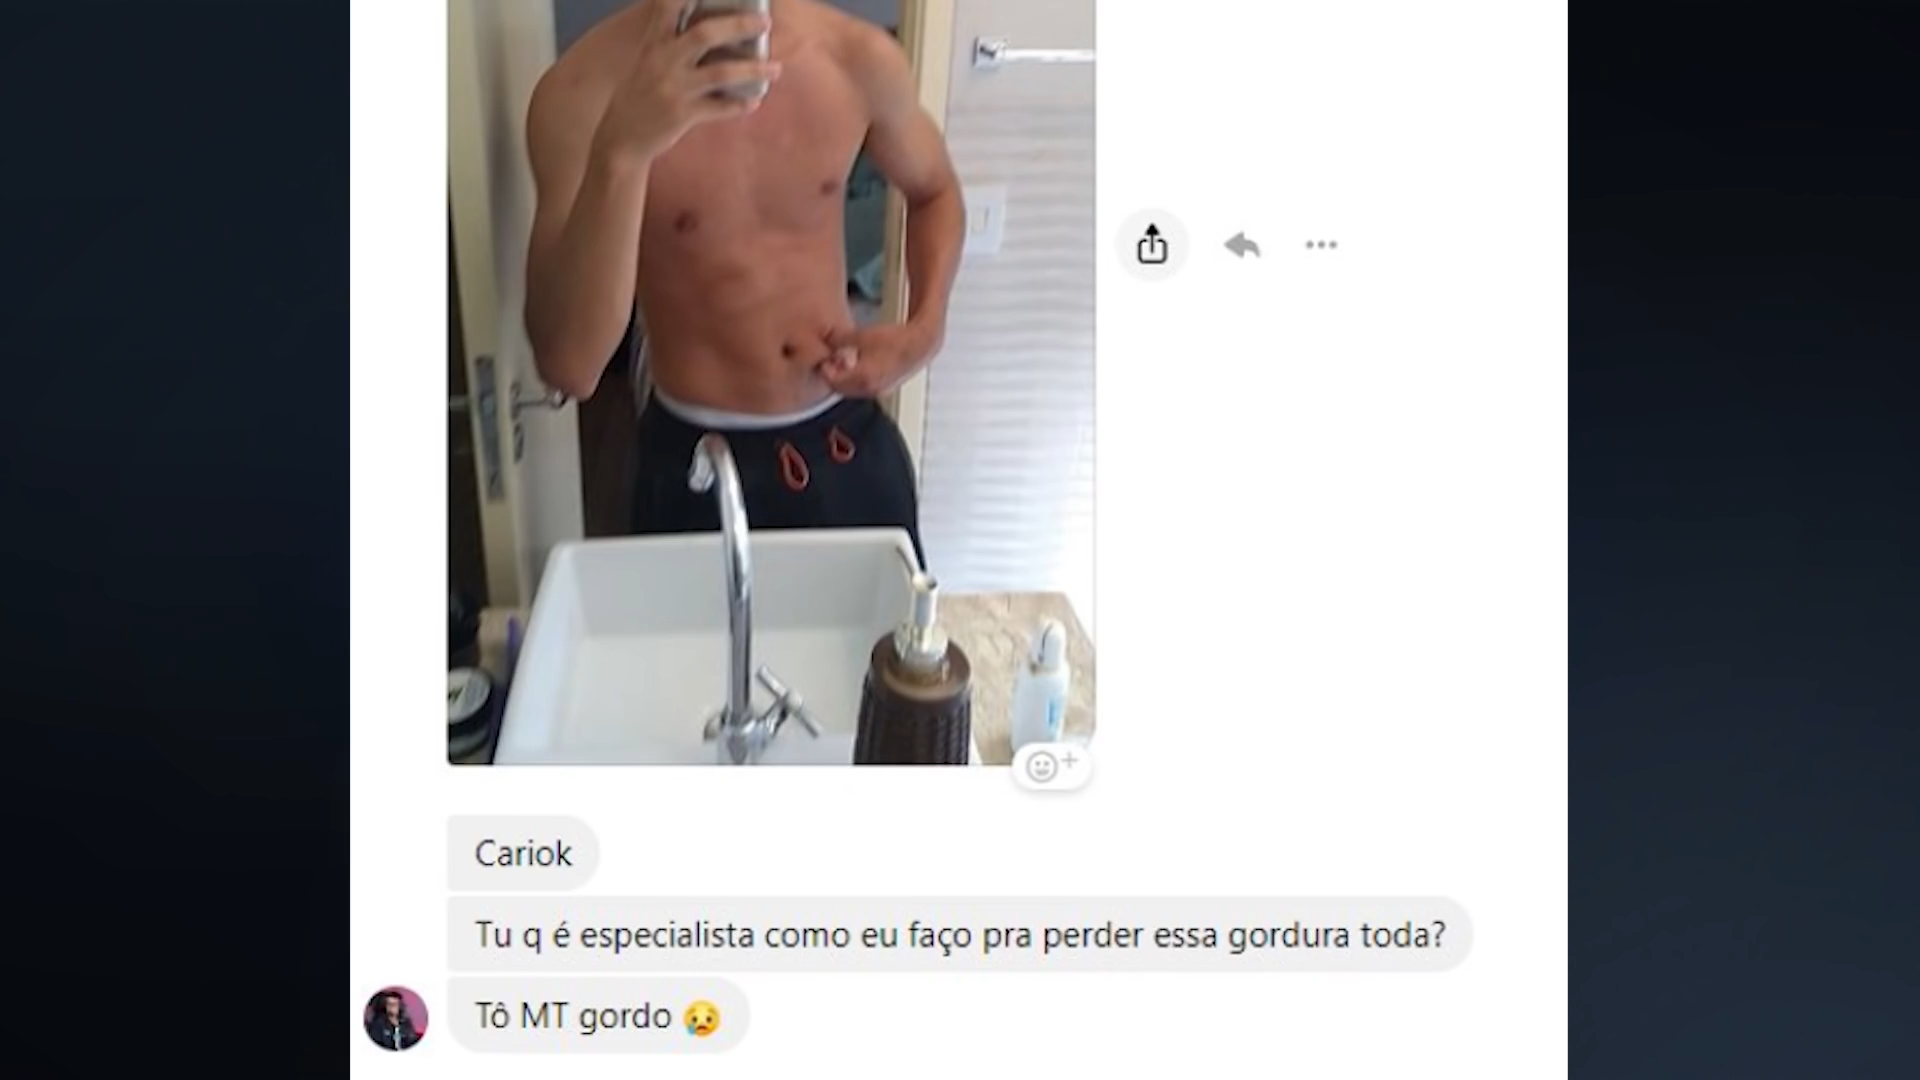 Cariok
Tu q é especialista como eu faço pra perder essa gordura toda?
Tô MT gordo 😢